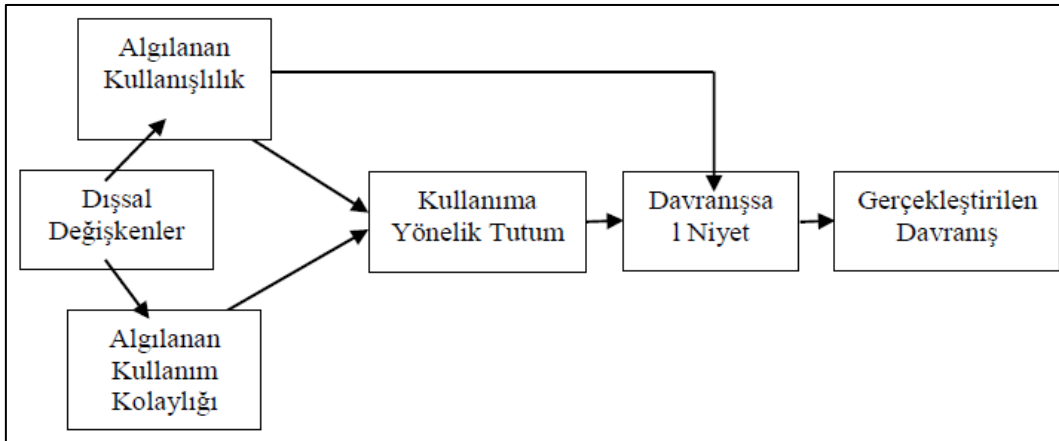 Algılanan
Kullanışlılık
Dışsal
Değişkenler
Algılanan
Kullanım
Kolaylığı
Kullanıma
Yönelik Tutum
Davranışsa
l Niyet
Gerçekleştirilen
Davranış